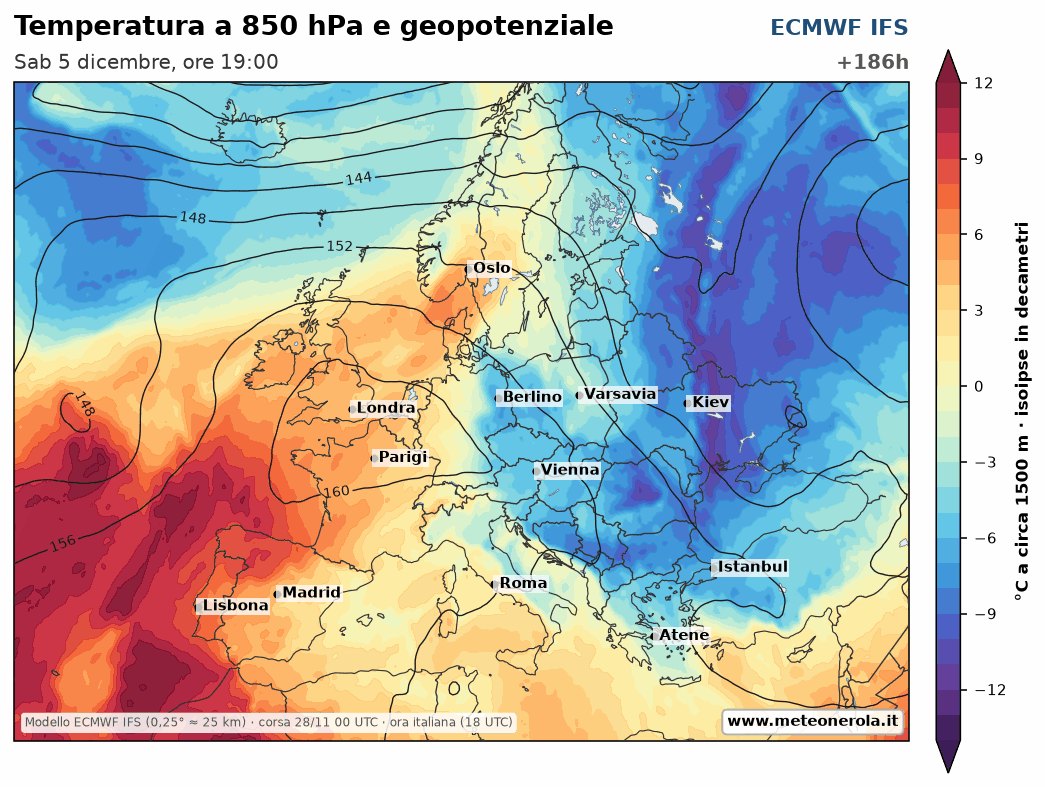 Temperatura a 850 hPa e geopotenziale
ECMWF IFS
Sab 5 dicembre, ore 19:00
+186h
144
148
152
Oslo
148
Londra
Berlino
Varsavia
Kiev
Parigi
Vienna
160
156
Madrid
Lisbona
Roma
Istanbul
Atene
Modello ECMWF IFS (0,25° ≈ 25 km) · corsa 28/11 00 UTC · ora italiana (18 UTC)
www.meteonerola.it
12
9
6
3
0
−3
−6
−9
−12
°C a circa 1500 m · isoipse in decametri